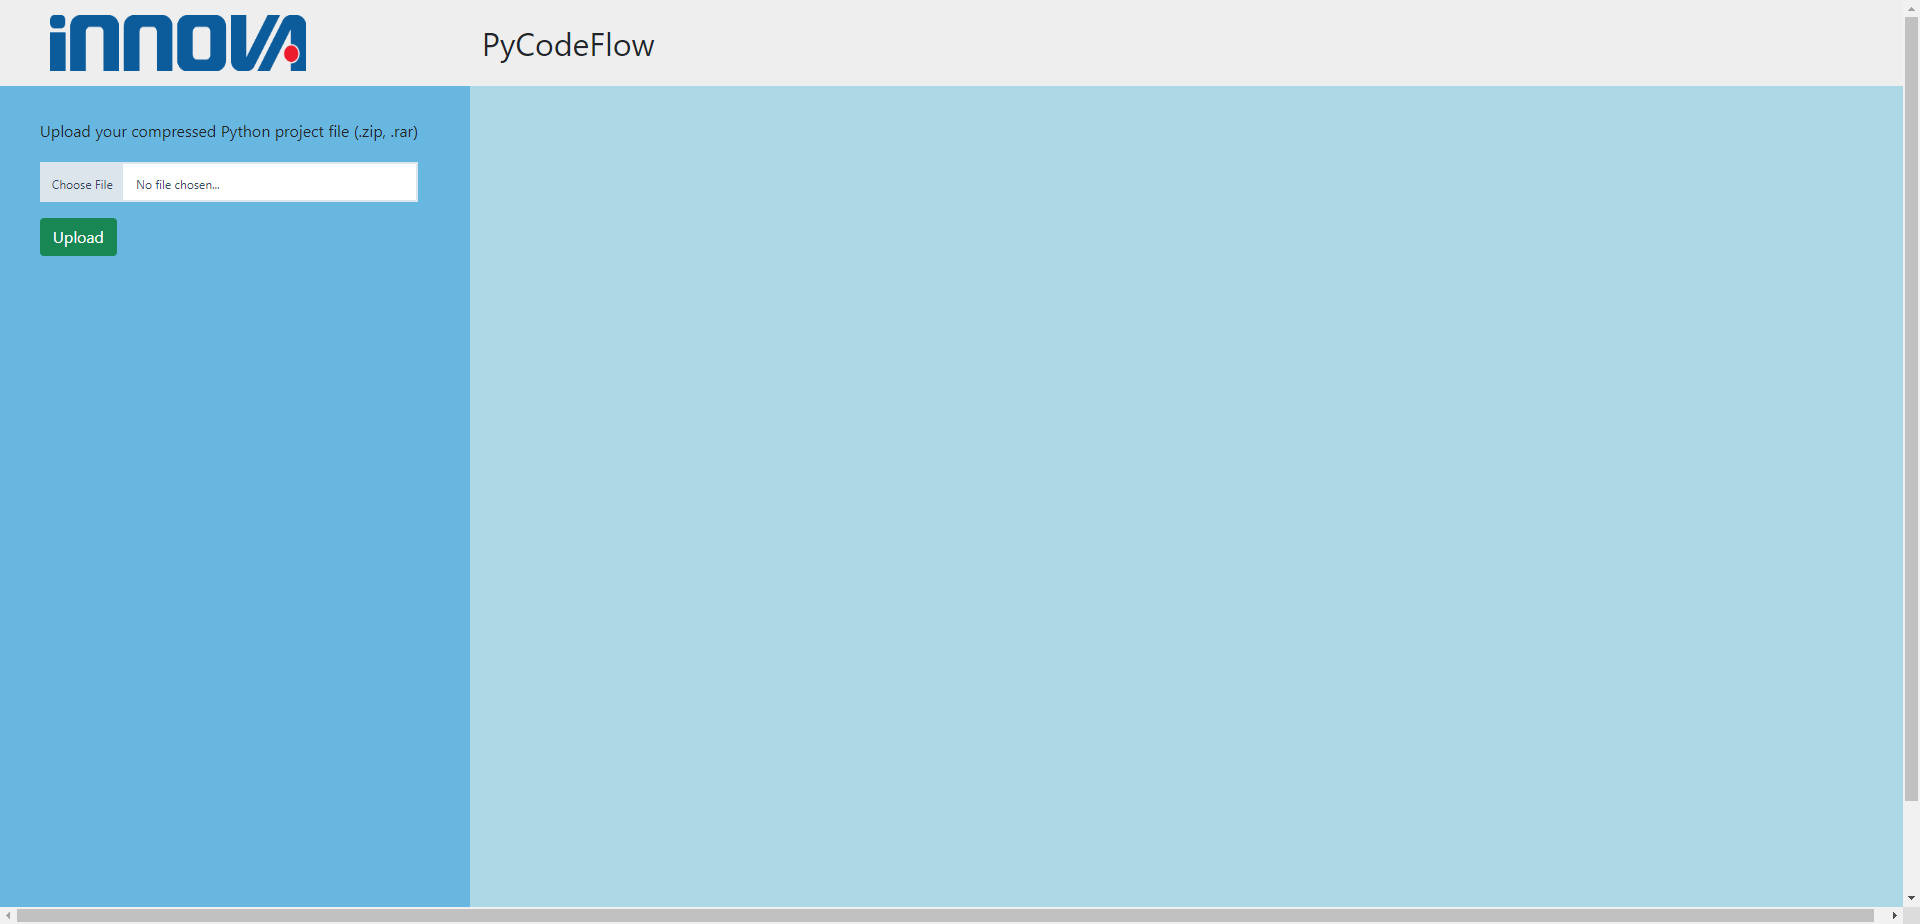 innova
PyCodeFlow
Upload your compressed Python project file (.zip, .rar)
Choose File
No file chosen...
Upload